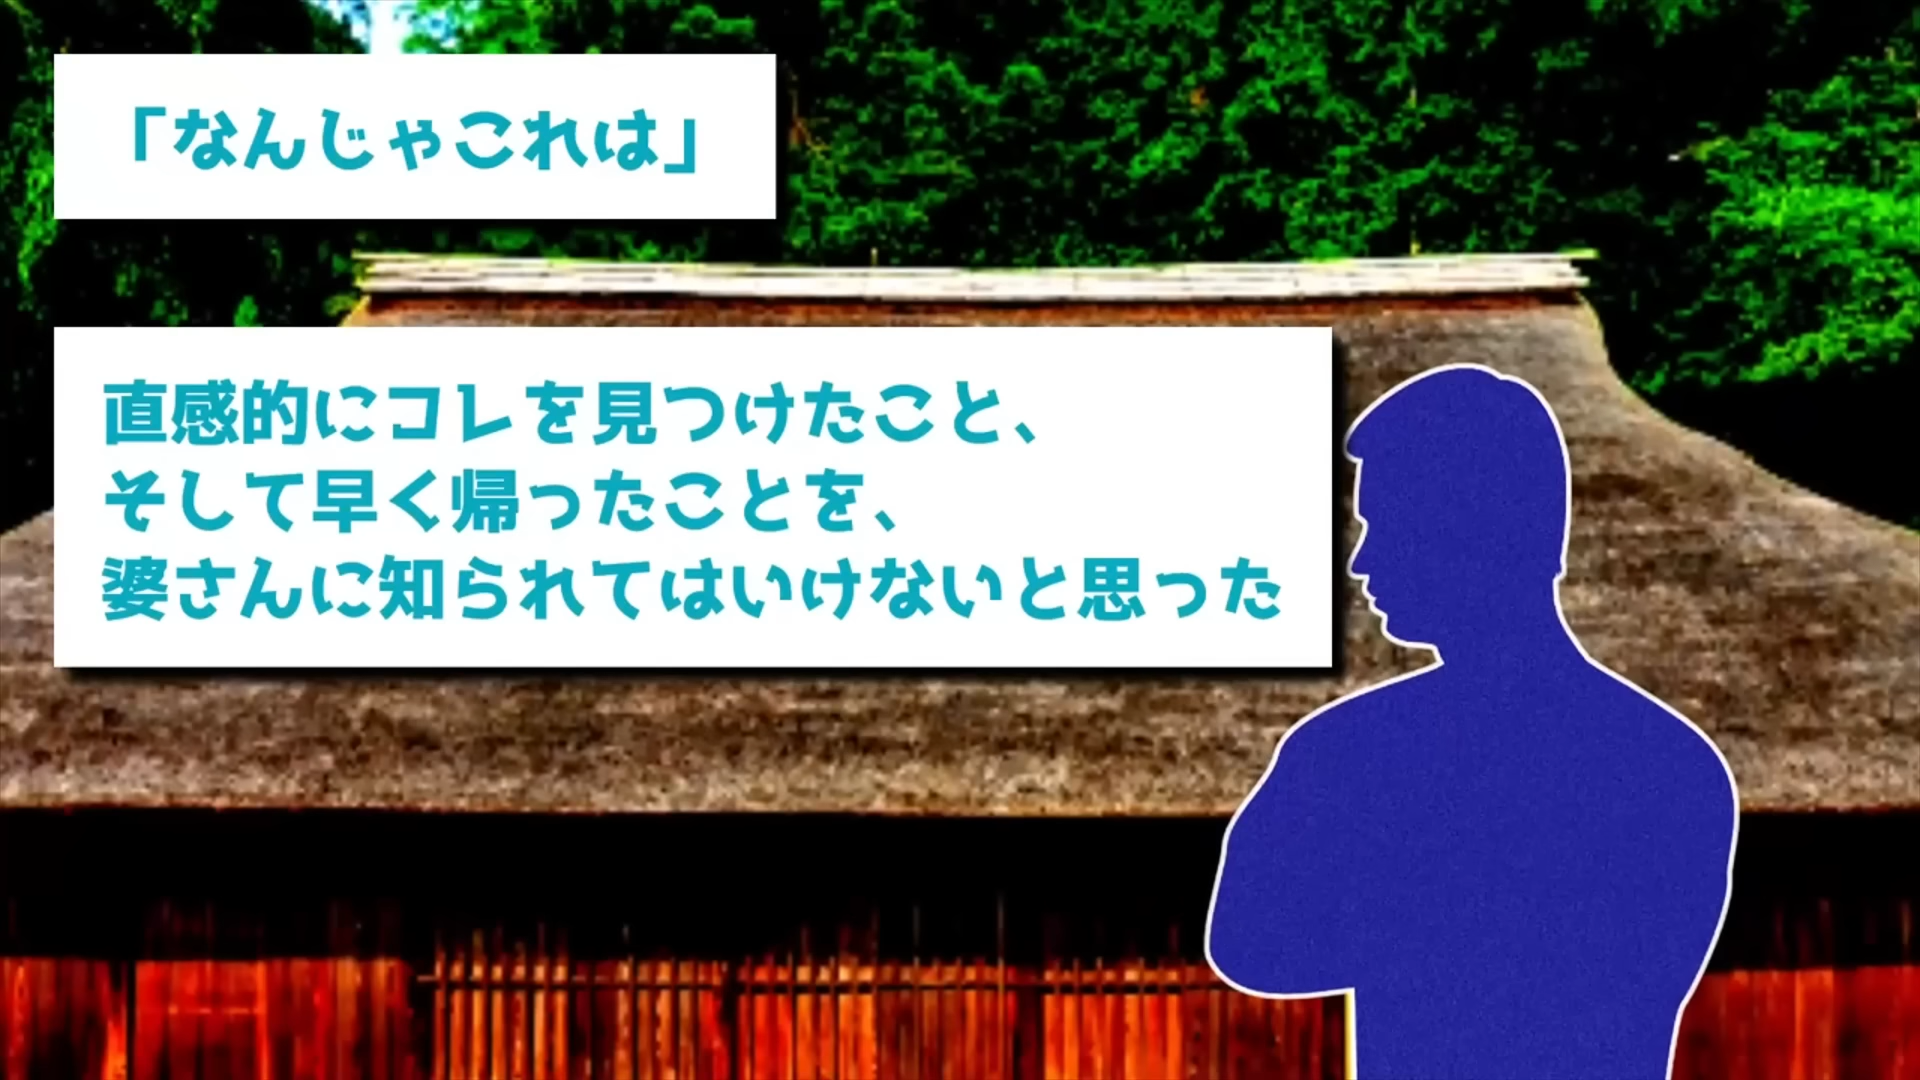 「なんじゃこれは」
直感的にコレを見つけたこと、
そして早く帰ったことを、
婆さんに知られてはいけないと思った